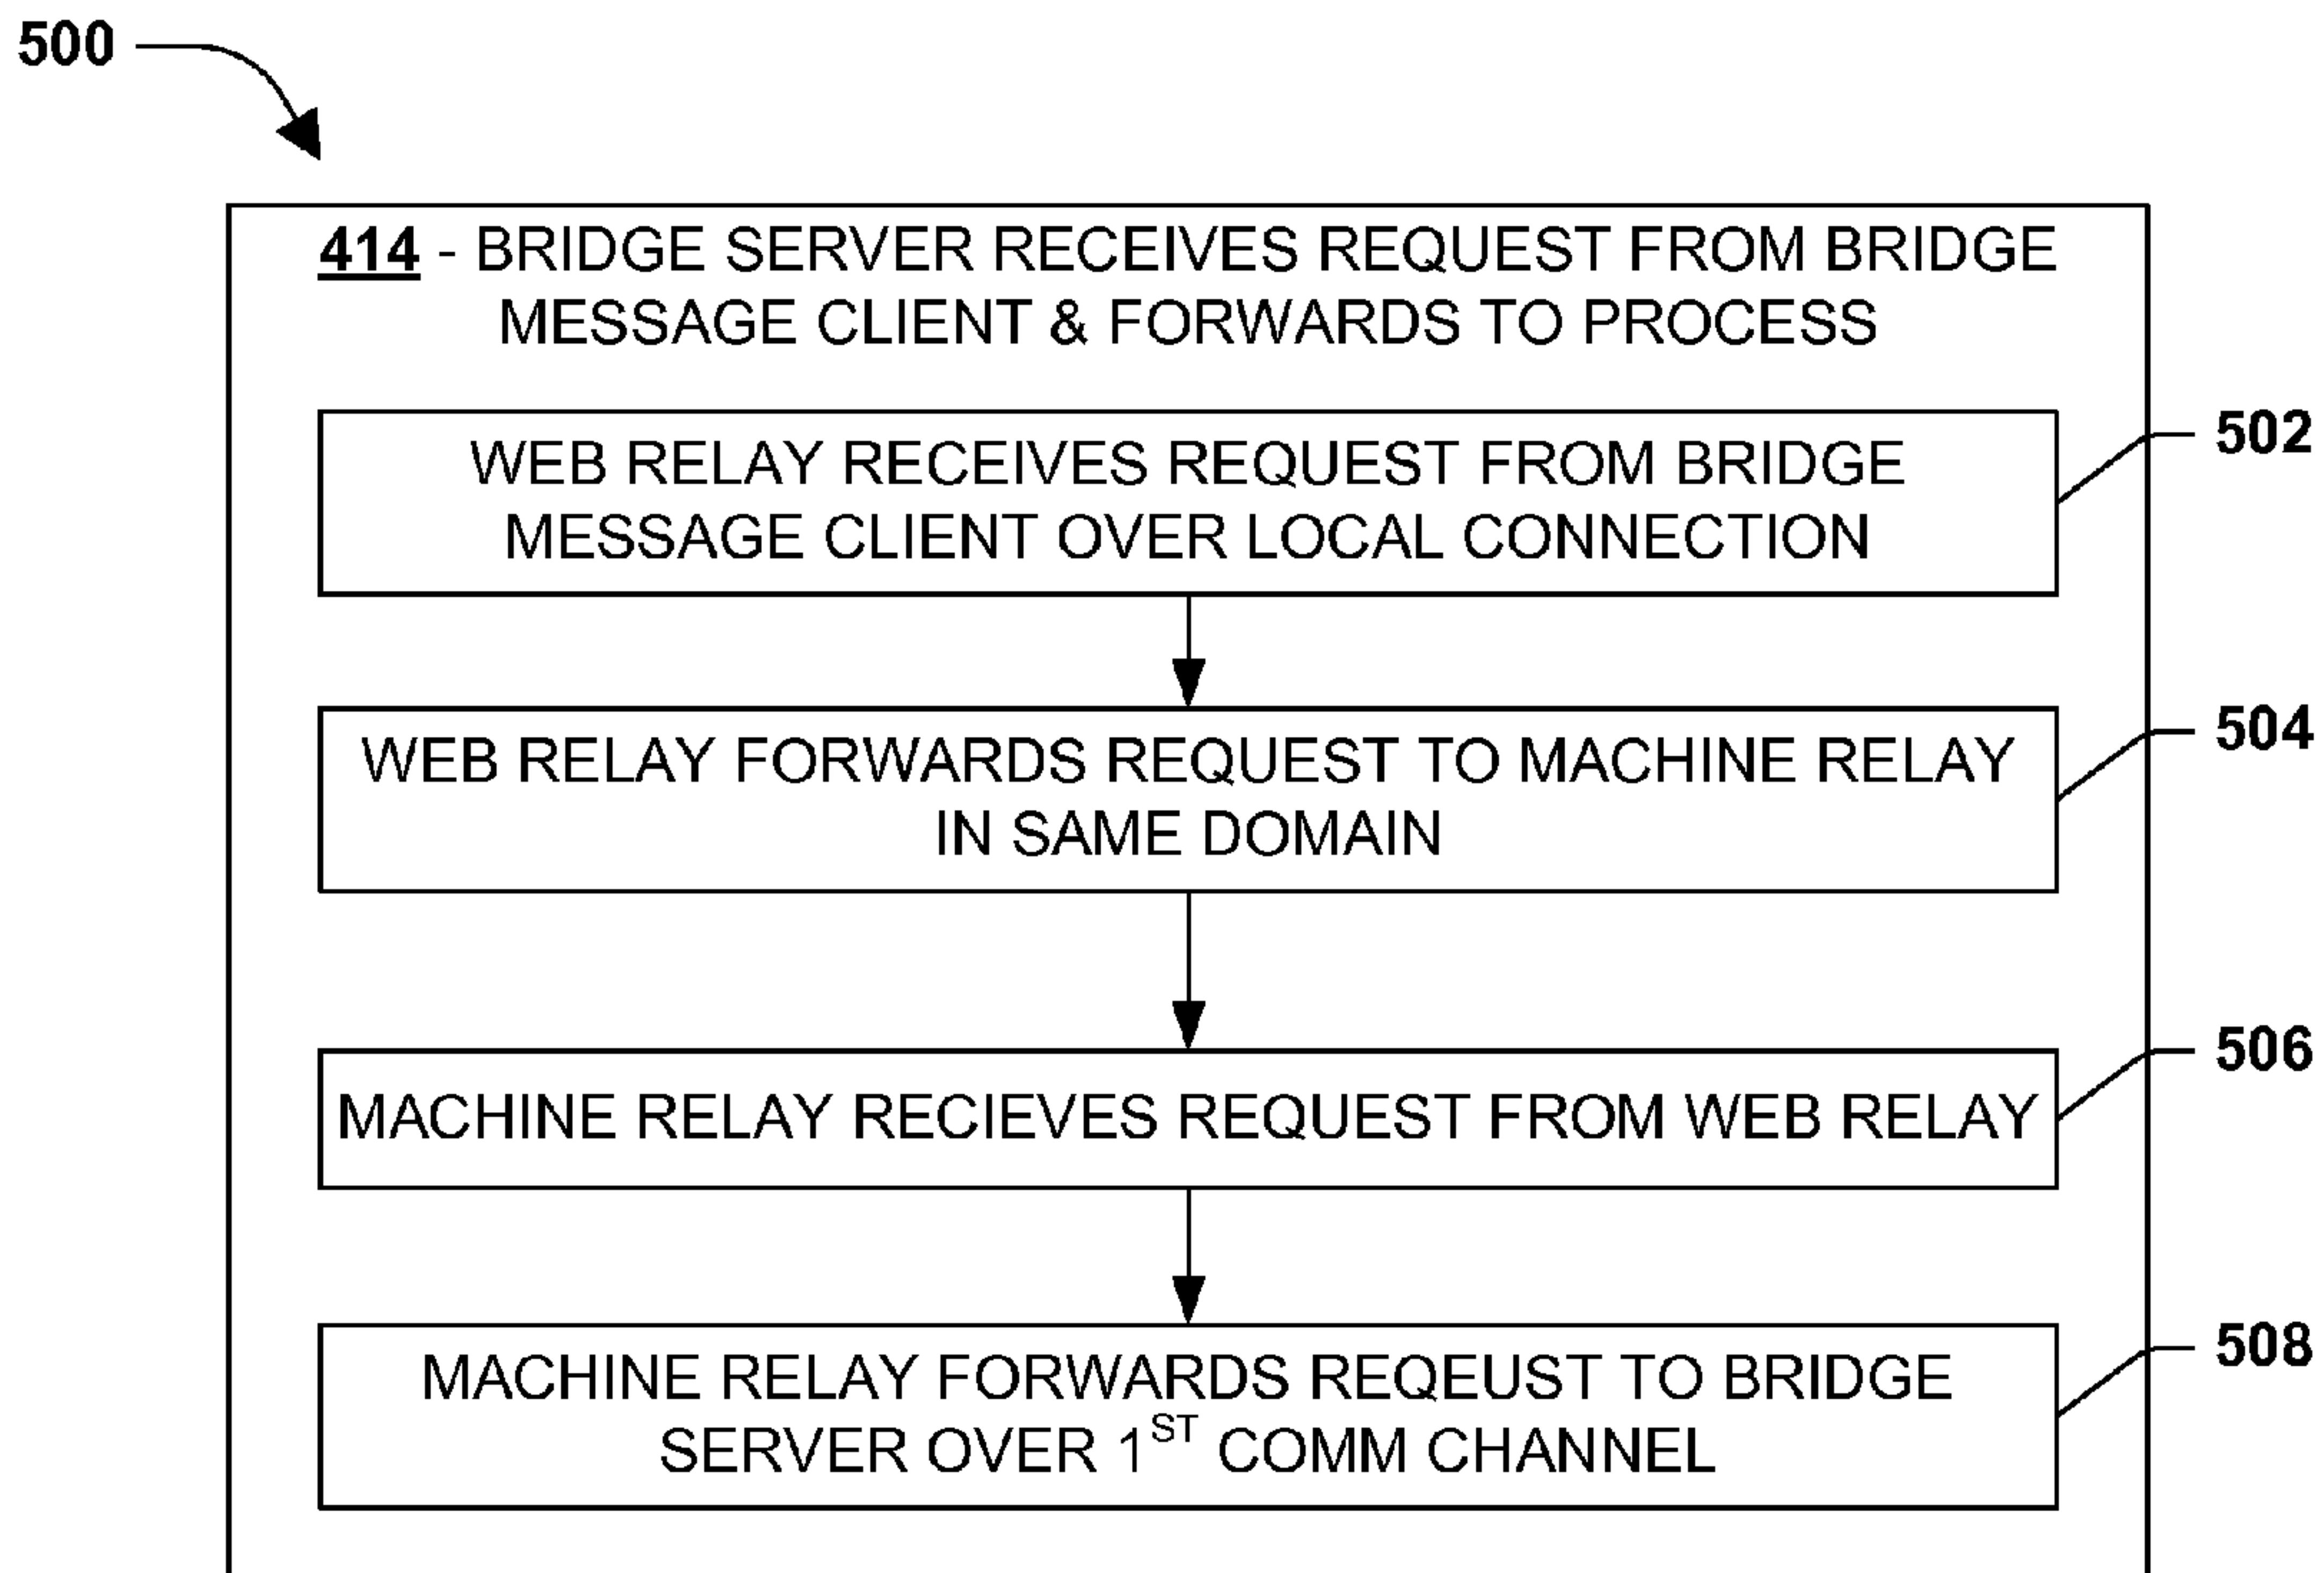 500
414 - BRIDGE SERVER RECEIVES REQUEST FROM BRIDGE
MESSAGE CLIENT & FORWARDS TO PROCESS
WEB RELAY RECEIVES REQUEST FROM BRIDGE
MESSAGE CLIENT OVER LOCAL CONNECTION
502
WEB RELAY FORWARDS REQUEST TO MACHINE RELAY
IN SAME DOMAIN
504
MACHINE RELAY RECIEVES REQUEST FROM WEB RELAY
506
MACHINE RELAY FORWARDS REQEUST TO BRIDGE
SERVER OVER 1ST COMM CHANNEL
508